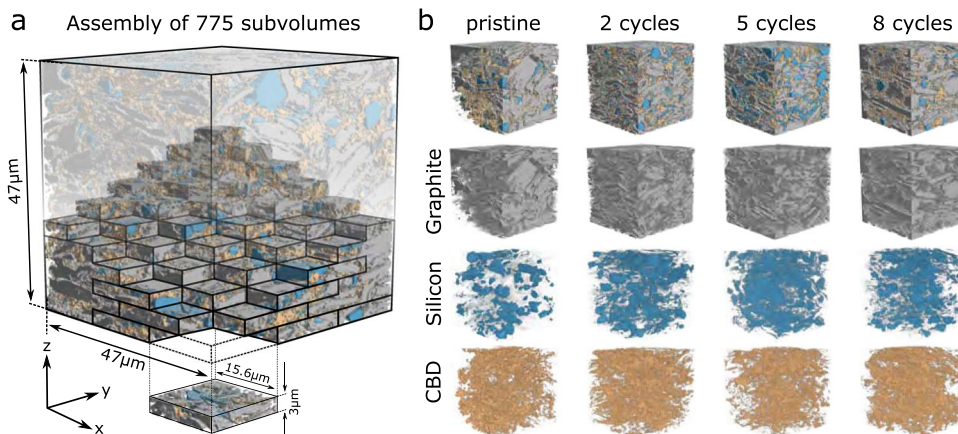 a
Assembly of 775 subvolumes
47µm
47µm
15.6µm
3µm
z
y
x
b
pristine
2 cycles
5 cycles
8 cycles
Graphite
Silicon
CBD